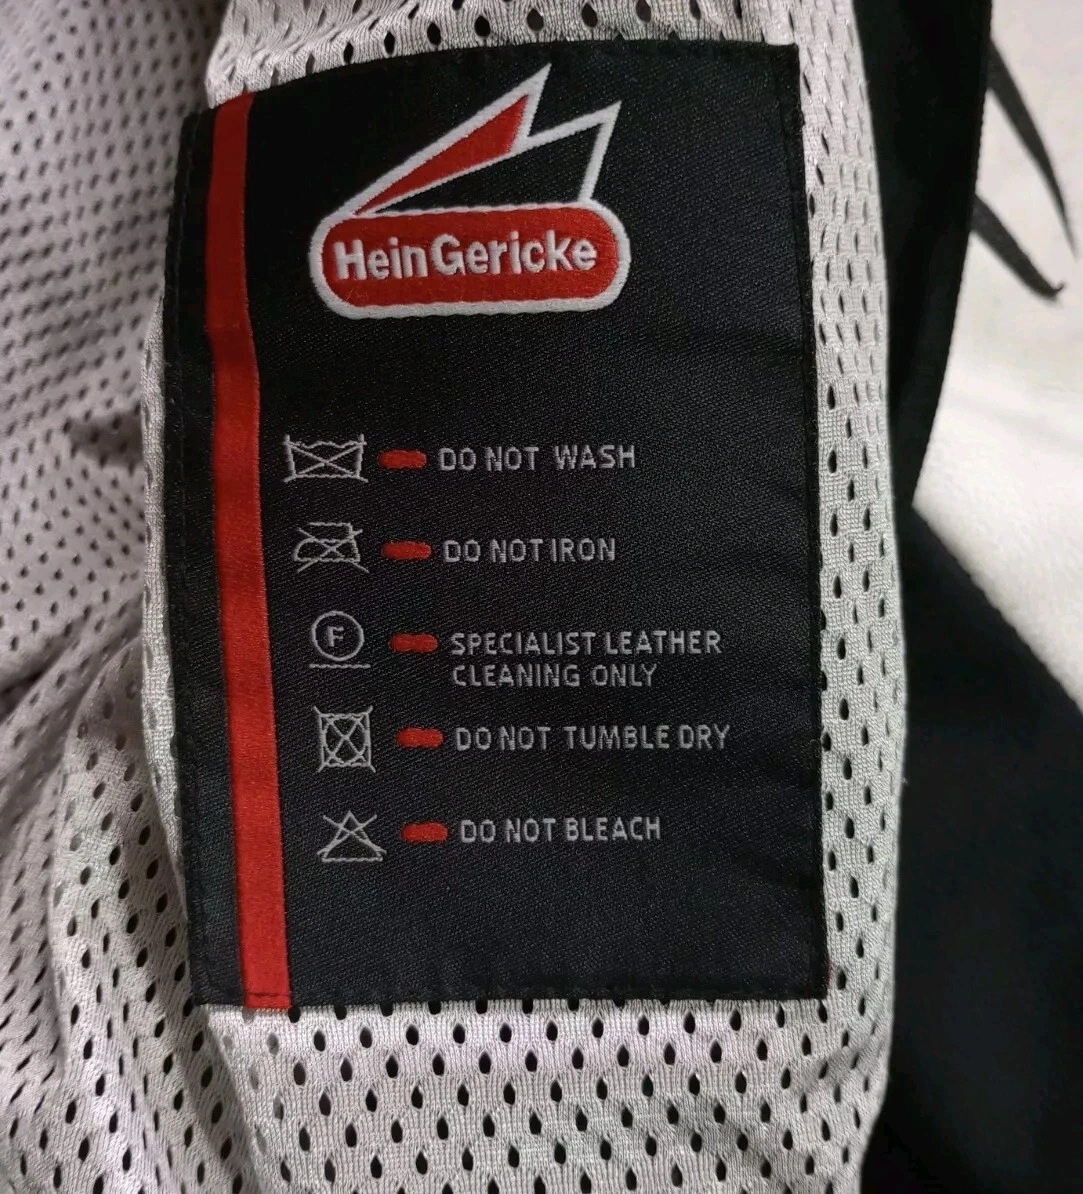 HeinGericke
DO NOT WASH
DO NOT IRON
F
SPECIALIST LEATHER
CLEANING ONLY
DO NOT TUMBLE DRY
DO NOT BLEACH